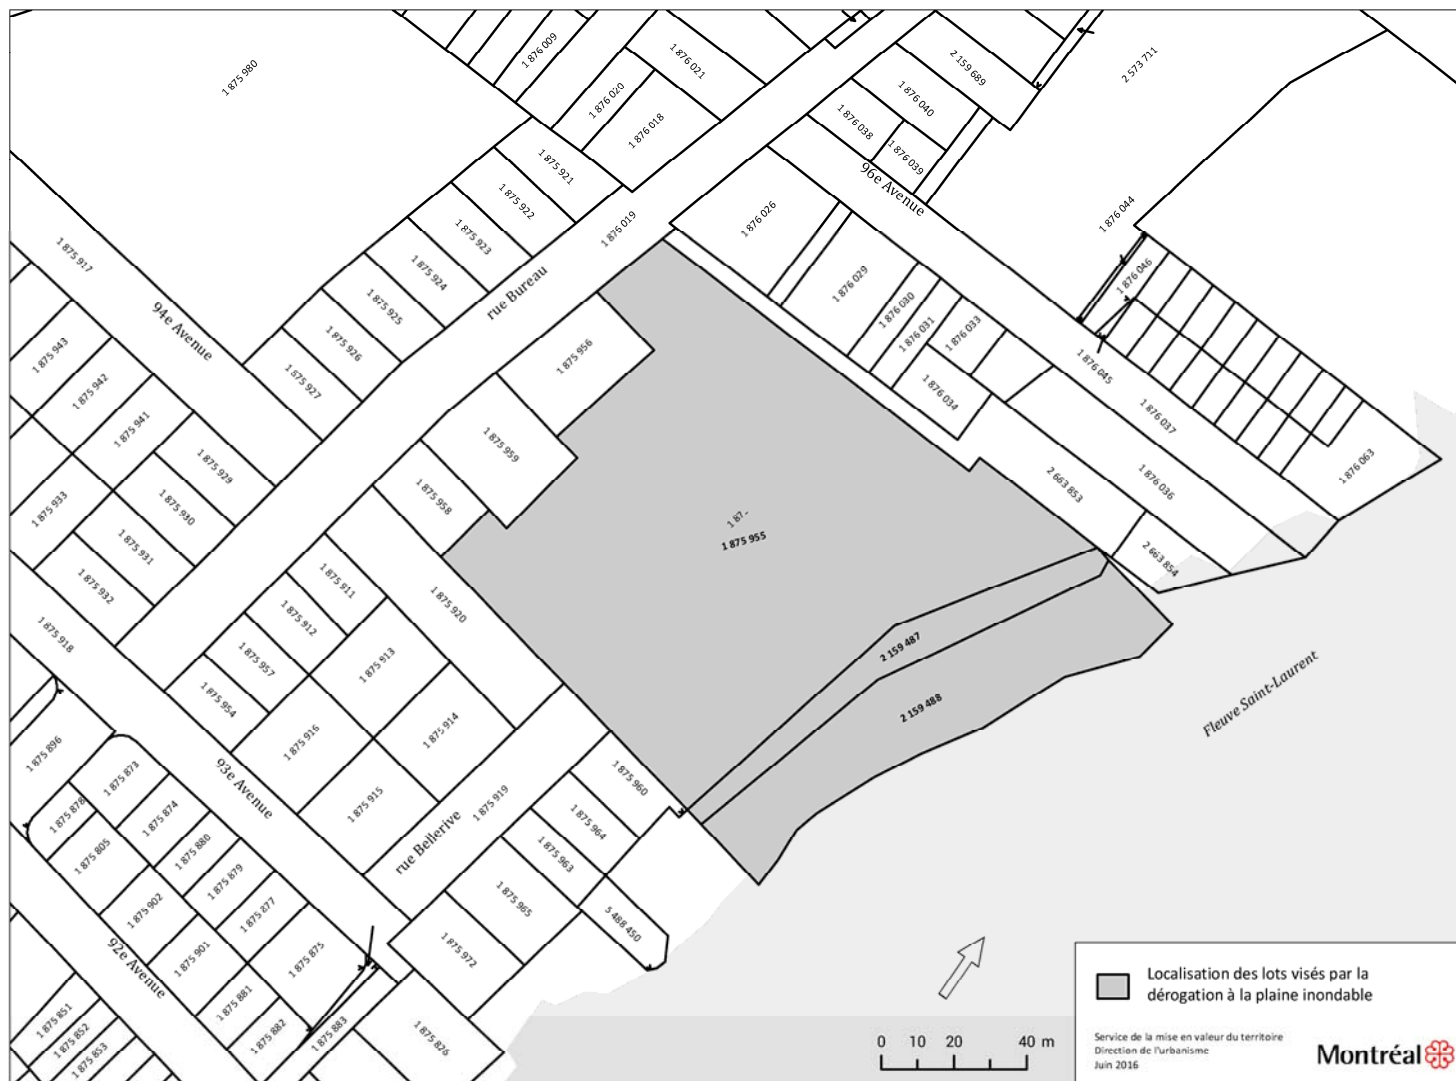 1 875 980
1 876 009
1 876 021
1 876 020
1 876 018
2 159 689
2 573 711
1 876 040
1 876 038
1 876 039
96e Avenue
1 875 921
1 875 922
1 875 923
1 875 924
1 875 925
1 875 926
1 875 927
1 876 019
rue Bureau
1 876 026
1 876 044
1 876 046
1 876 029
1 876 030
1 876 031
1 876 033
1 876 034
1 876 045
1 876 037
1 876 036
1 876 063
2 663 853
2 663 854
1 875 917
94e Avenue
1 875 943
1 875 942
1 875 941
1 875 929
1 875 930
1 875 933
1 875 931
1 875 932
1 875 956
1 875 959
1 875 958
1 87
1 875 955
2 159 487
2 159 488
Fleuve Saint-Laurent
1 875 918
1 875 911
1 875 912
1 875 920
1 875 957
1 875 913
1 875 954
1 875 916
1 875 914
1 875 915
1 875 896
1 875 873
93e Avenue
1 875 878
1 875 874
1 875 805
1 875 880
1 875 879
1 875 902
1 875 877
1 875 901
1 875 875
rue Bellerive
1 875 919
1 875 960
1 875 964
1 875 963
1 875 965
5 488 450
1 875 972
92e Avenue
1 875 881
1 875 882
1 875 883
1 875 826
1 875 851
1 875 852
1 875 853
0 10 20 40 m
Localisation des lots visés par la
dérogation à la plaine inondable
Service de la mise en valeur du territoire
Direction de l'urbanisme
Juin 2016
Montréal